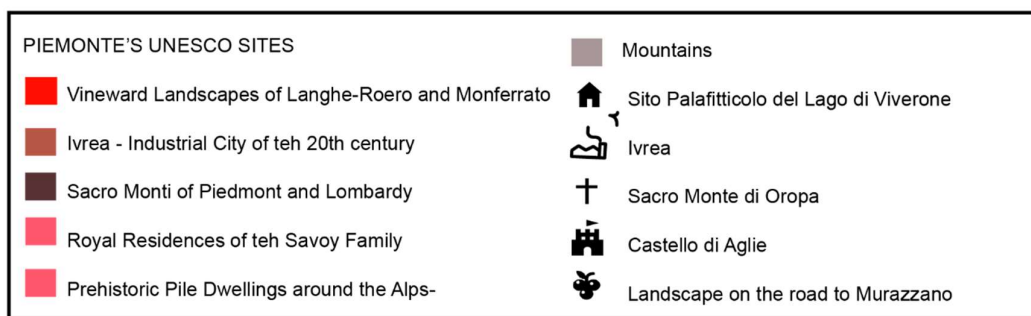 PIEMONTE'S UNESCO SITES
Vineward Landscapes of Langhe-Roero and Monferrato
Ivrea - Industrial City of teh 20th century
Sacro Monti of Piedmont and Lombardy
Royal Residences of teh Savoy Family
Prehistoric Pile Dwellings around the Alps-
Mountains
Sito Palafitticolo del Lago di Viverone
Ivrea
Sacro Monte di Oropa
Castello di Aglie
Landscape on the road to Murazzano